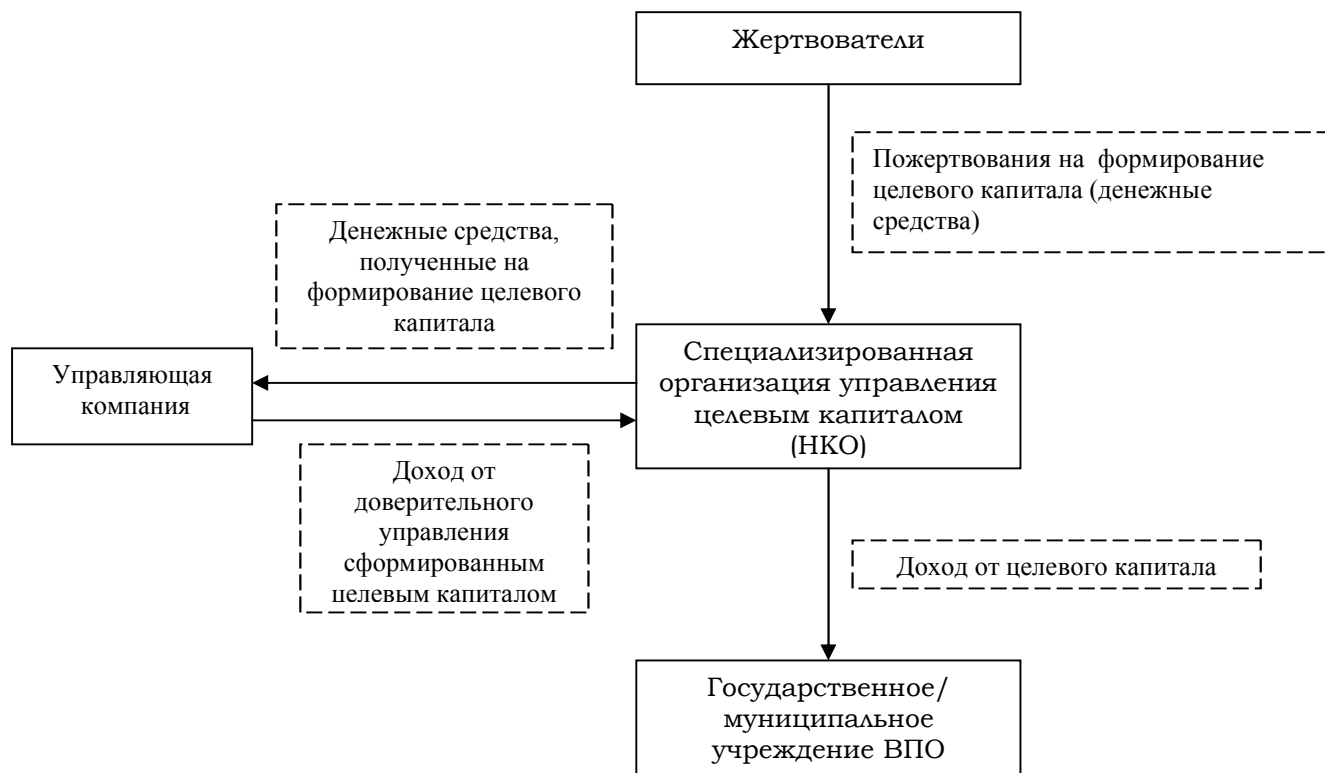 Жертвователи
Пожертвования на формирование
целевого капитала (денежные
средства)
Денежные средства,
полученные на
формирование целевого
капитала
Управляющая
компания
Специализированная
организация управления
целевым капиталом
(НКО)
Доход от
доверительного
управления
сформированным
целевым капиталом
Доход от целевого капитала
Государственное/
муниципальное
учреждение ВПО